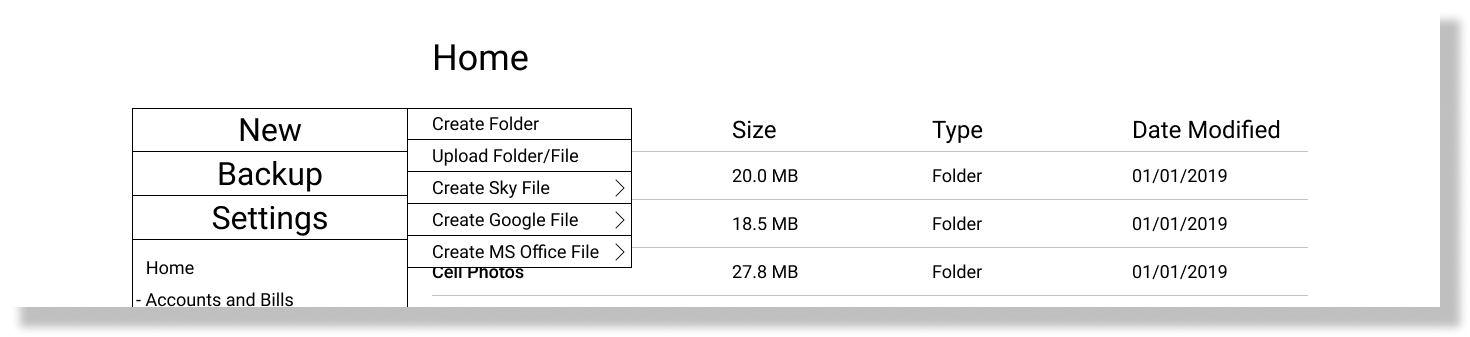 Home
New
Create Folder
Size
Type
Date Modified
Upload Folder/File
Backup
20.0 MB
Folder
01/01/2019
Create Sky File
Settings
Create Google File
18.5 MB
Folder
01/01/2019
Create MS Office File
Home
Cell Photos
27.8 MB
Folder
01/01/2019
- Accounts and Bills